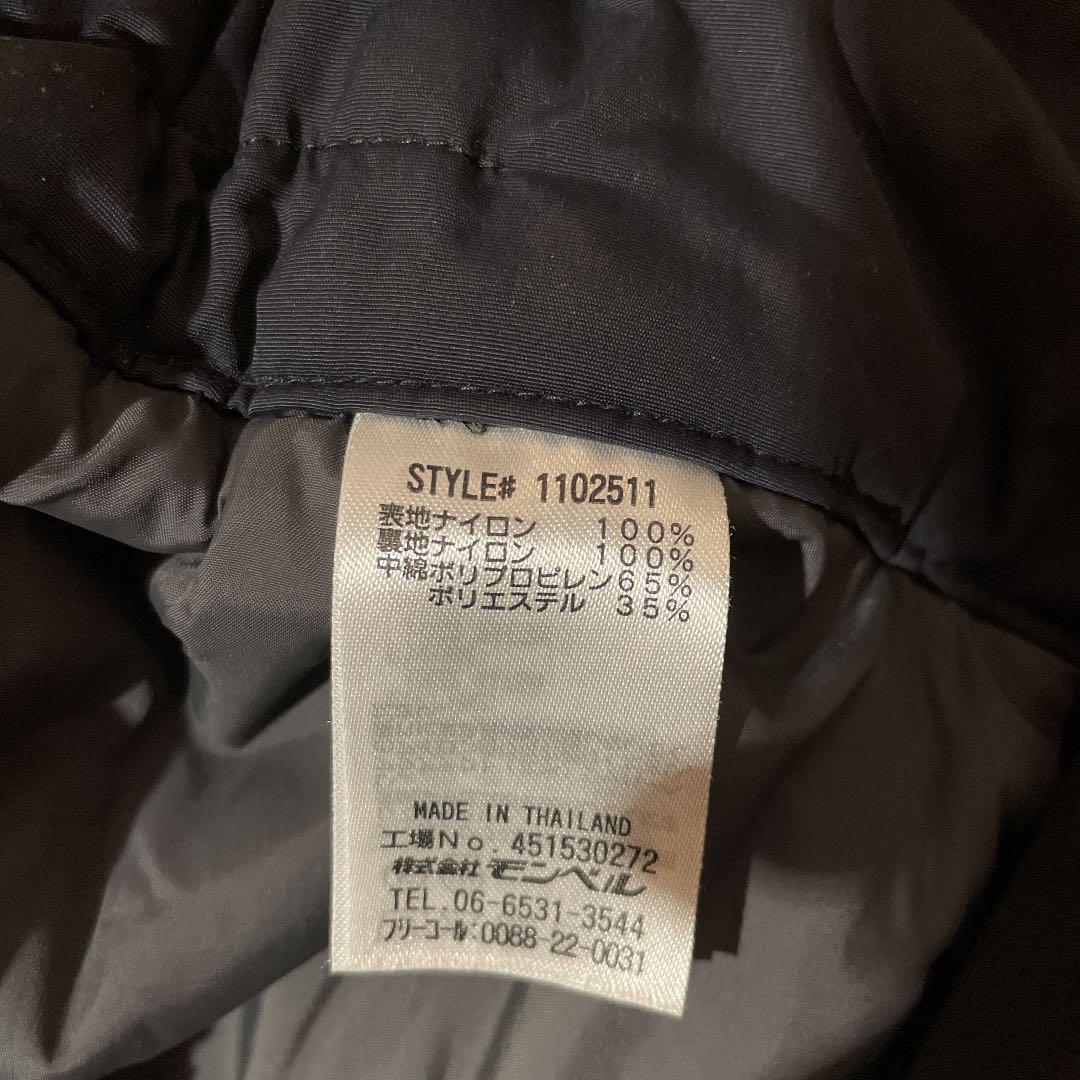 STYLE# 1102511
表地ナイロン 100%
裏地ナイロン 100%
中綿ポリプロピレン65%
ポリエステル 35%
MADE IN THAILAND
工場No.451530272
株式会社モンベル
TEL.06-6531-3544
フリーコール:0088-22-0031